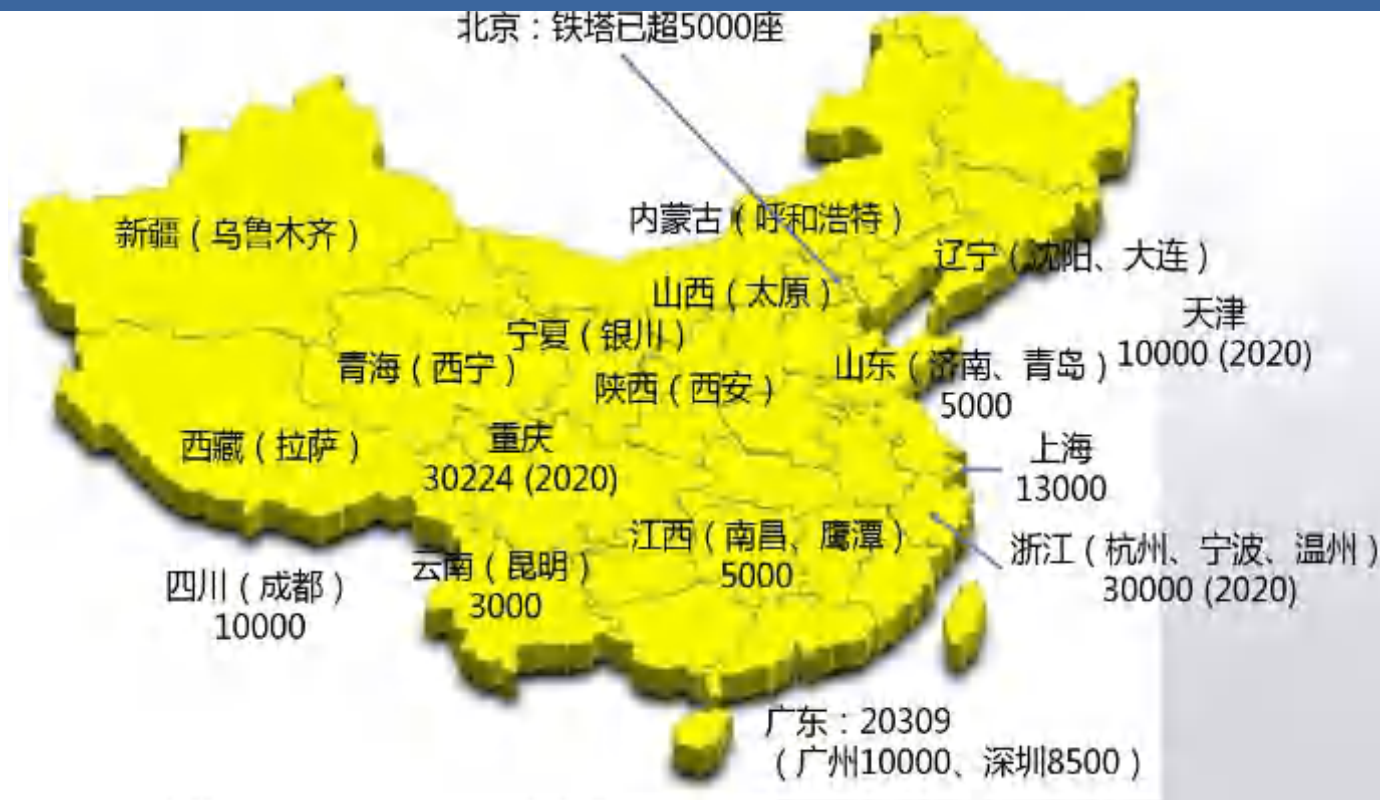 北京：铁塔已超5000座
新疆（乌鲁木齐）
内蒙古（呼和浩特）
辽宁（沈阳、大连）
山西（太原）
天津
10000 (2020)
宁夏（银川）
青海（西宁）
陕西（西安）
山东（济南、青岛）
5000
西藏（拉萨）
重庆
30224 (2020)
上海
13000
江西（南昌、鹰潭）
5000
浙江（杭州、宁波、温州）
30000 (2020)
云南（昆明）
3000
四川（成都）
10000
广东：20309
（广州10000、深圳8500）